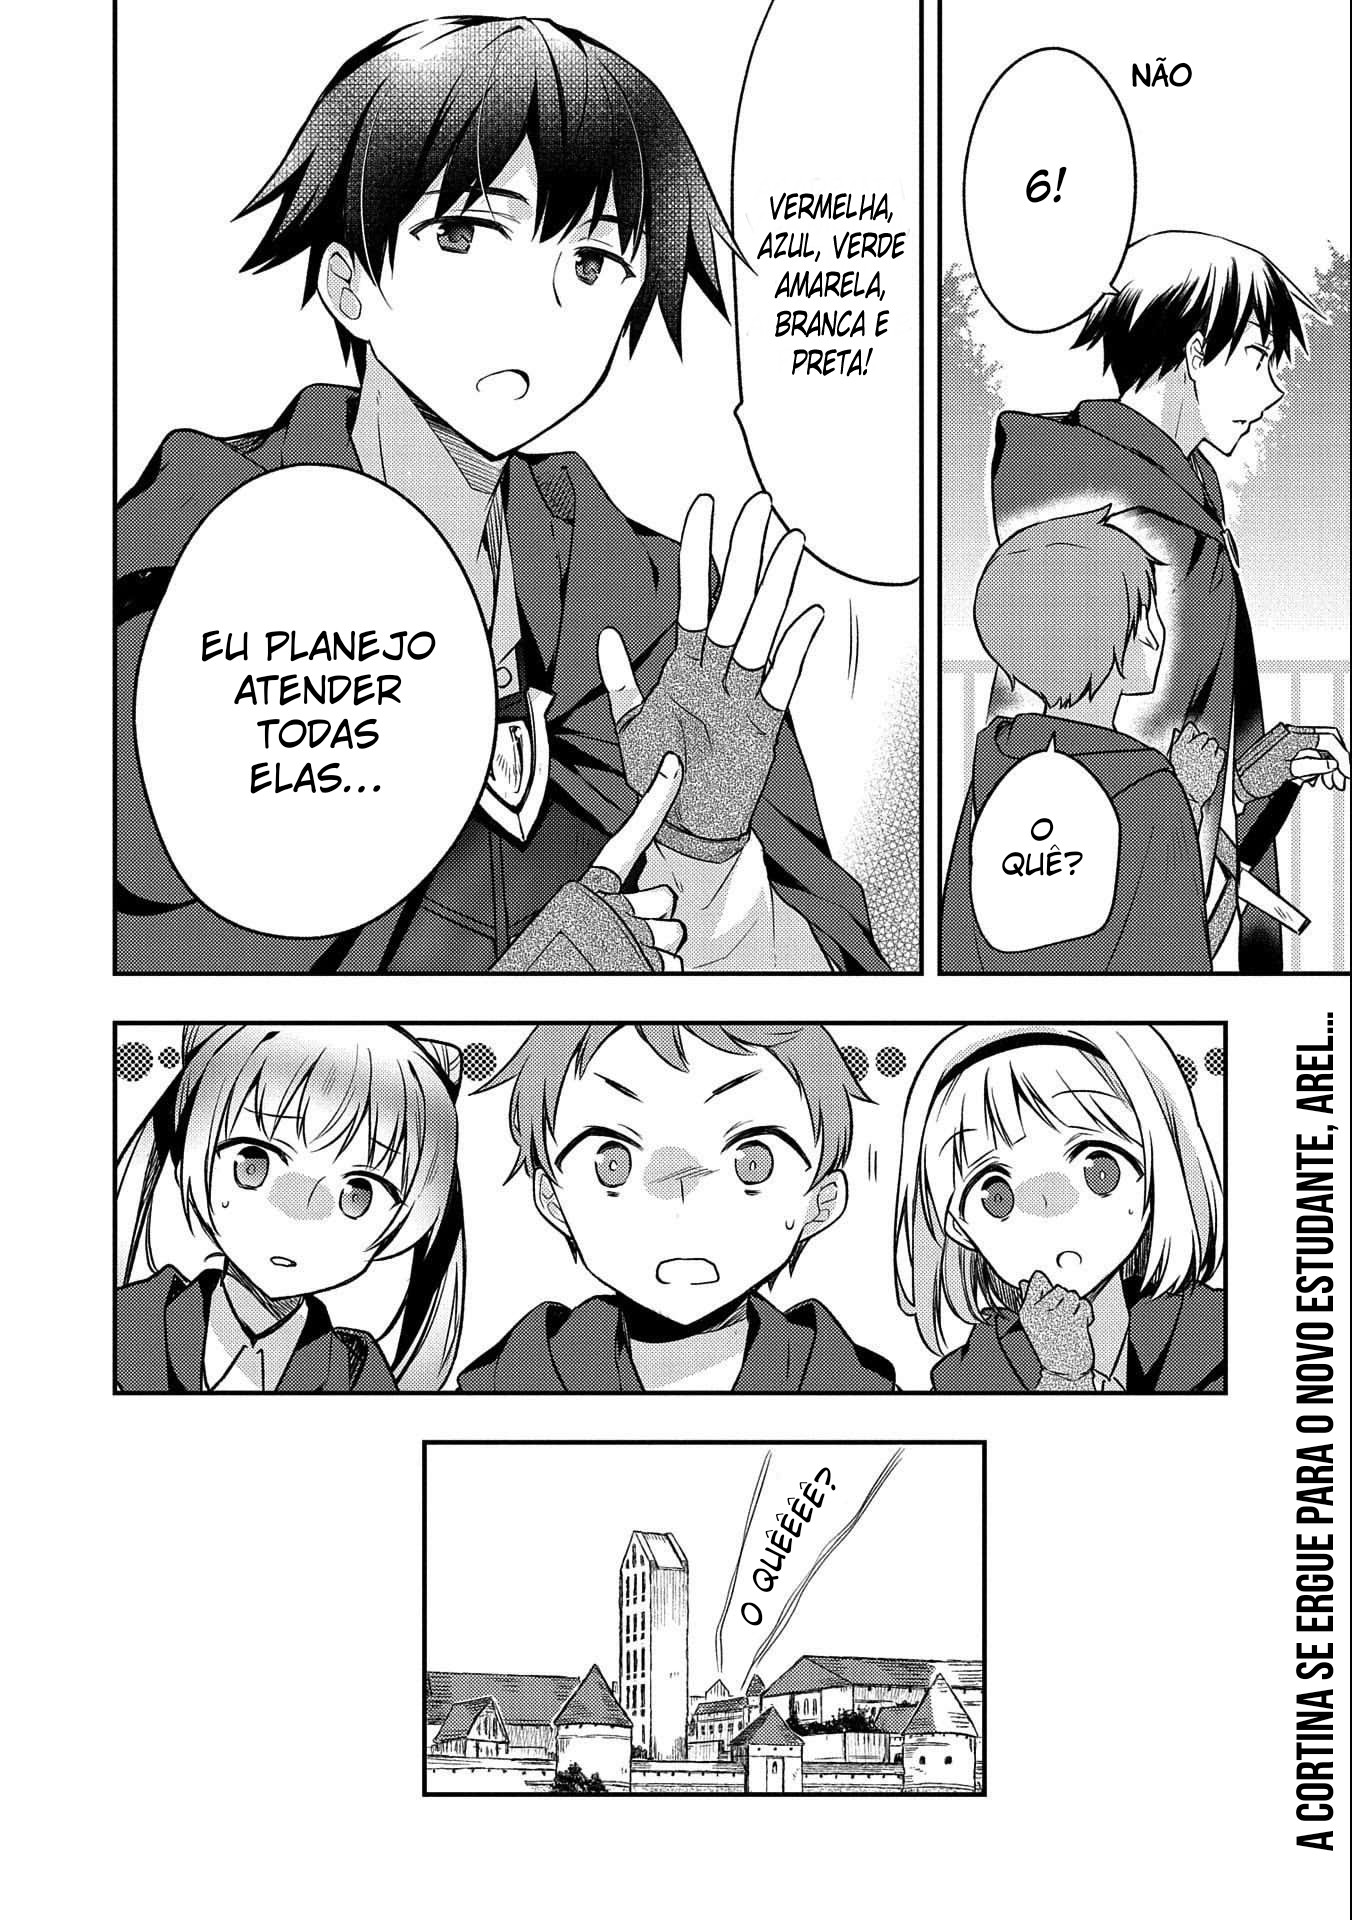 NÃO
6!
O
QUÊ?
VERMELHA,
AZUL, VERDE
AMARELA,
BRANCA E
PRETA!
EU PLANEJO
ATENDER
TODAS
ELAS...
O QUÊÊÊÊ?
A CORTINA SE ERGUE PARA O NOVO ESTUDANTE, AREL...